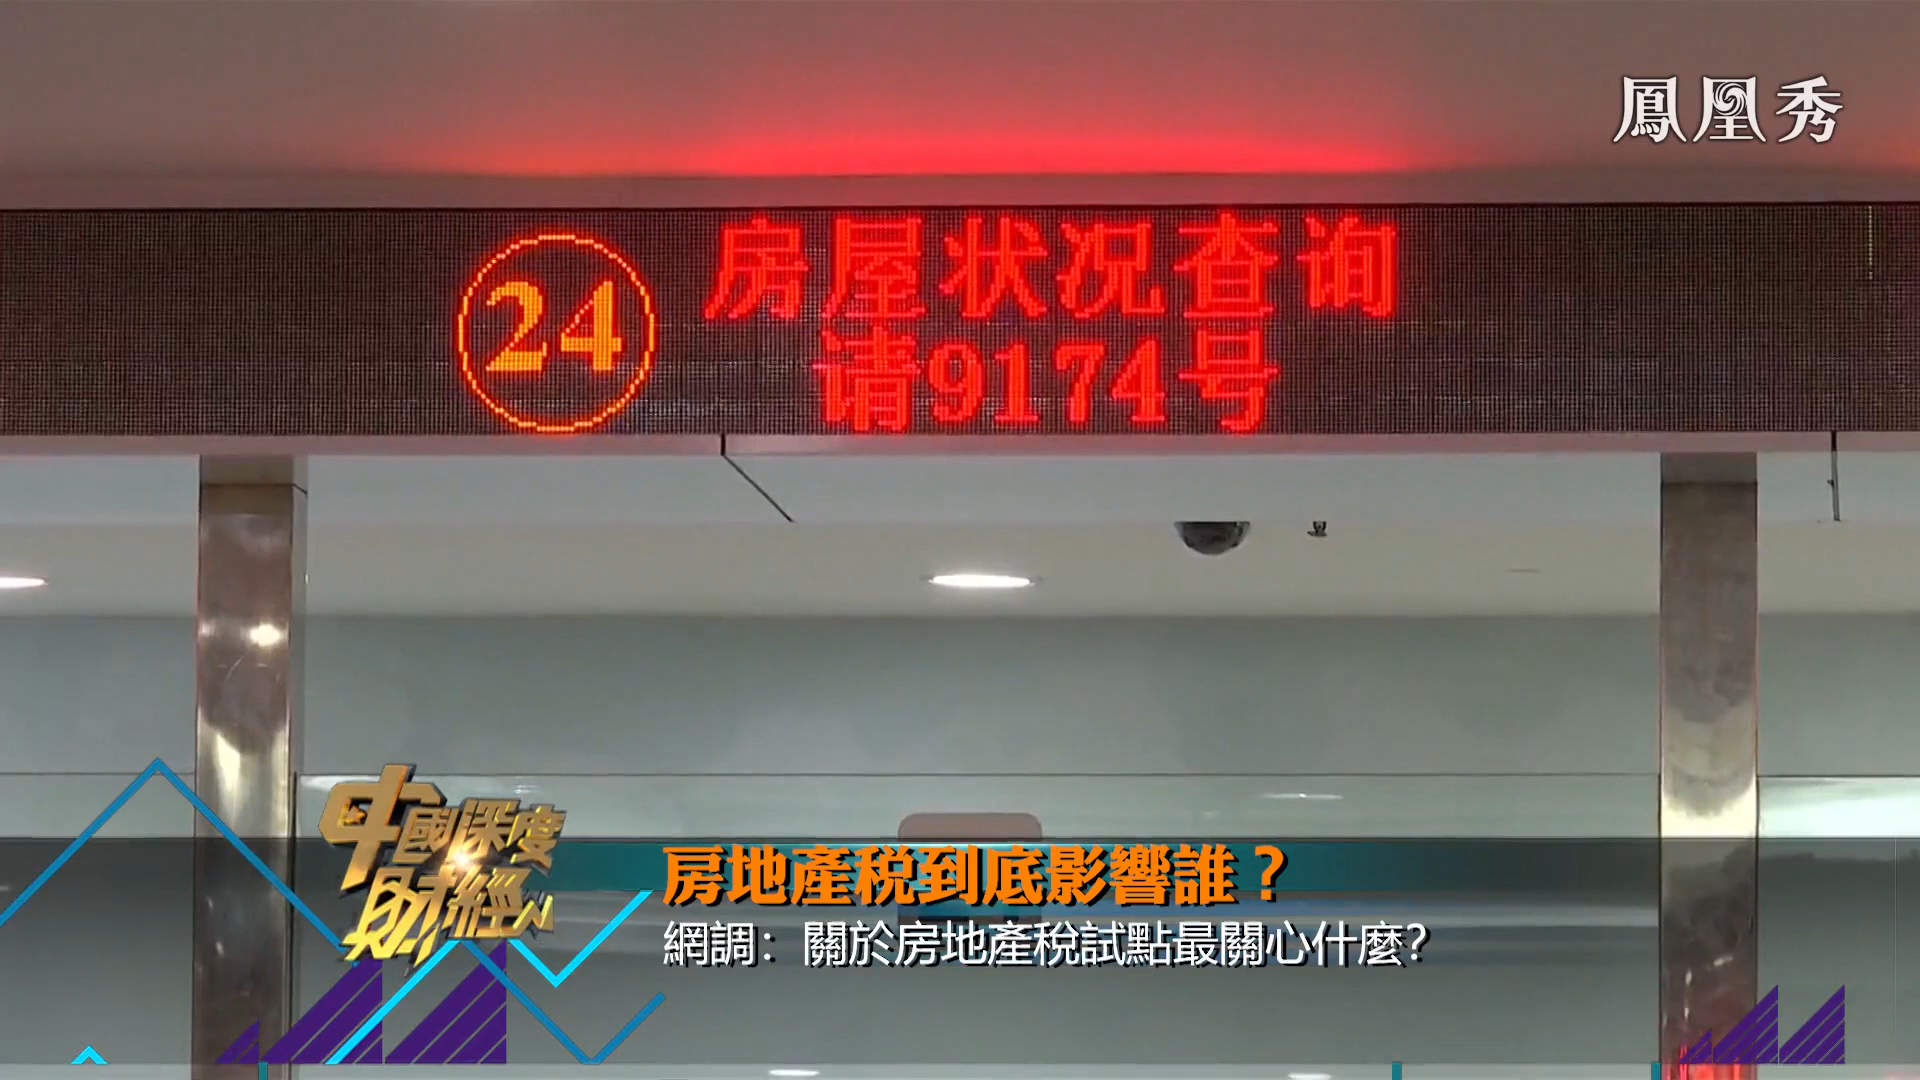 鳳凰秀
24
房屋状况查询
请9174号
中國深度
財經
房地產税到底影響誰？
網調：關於房地產税試點最關心什麼？